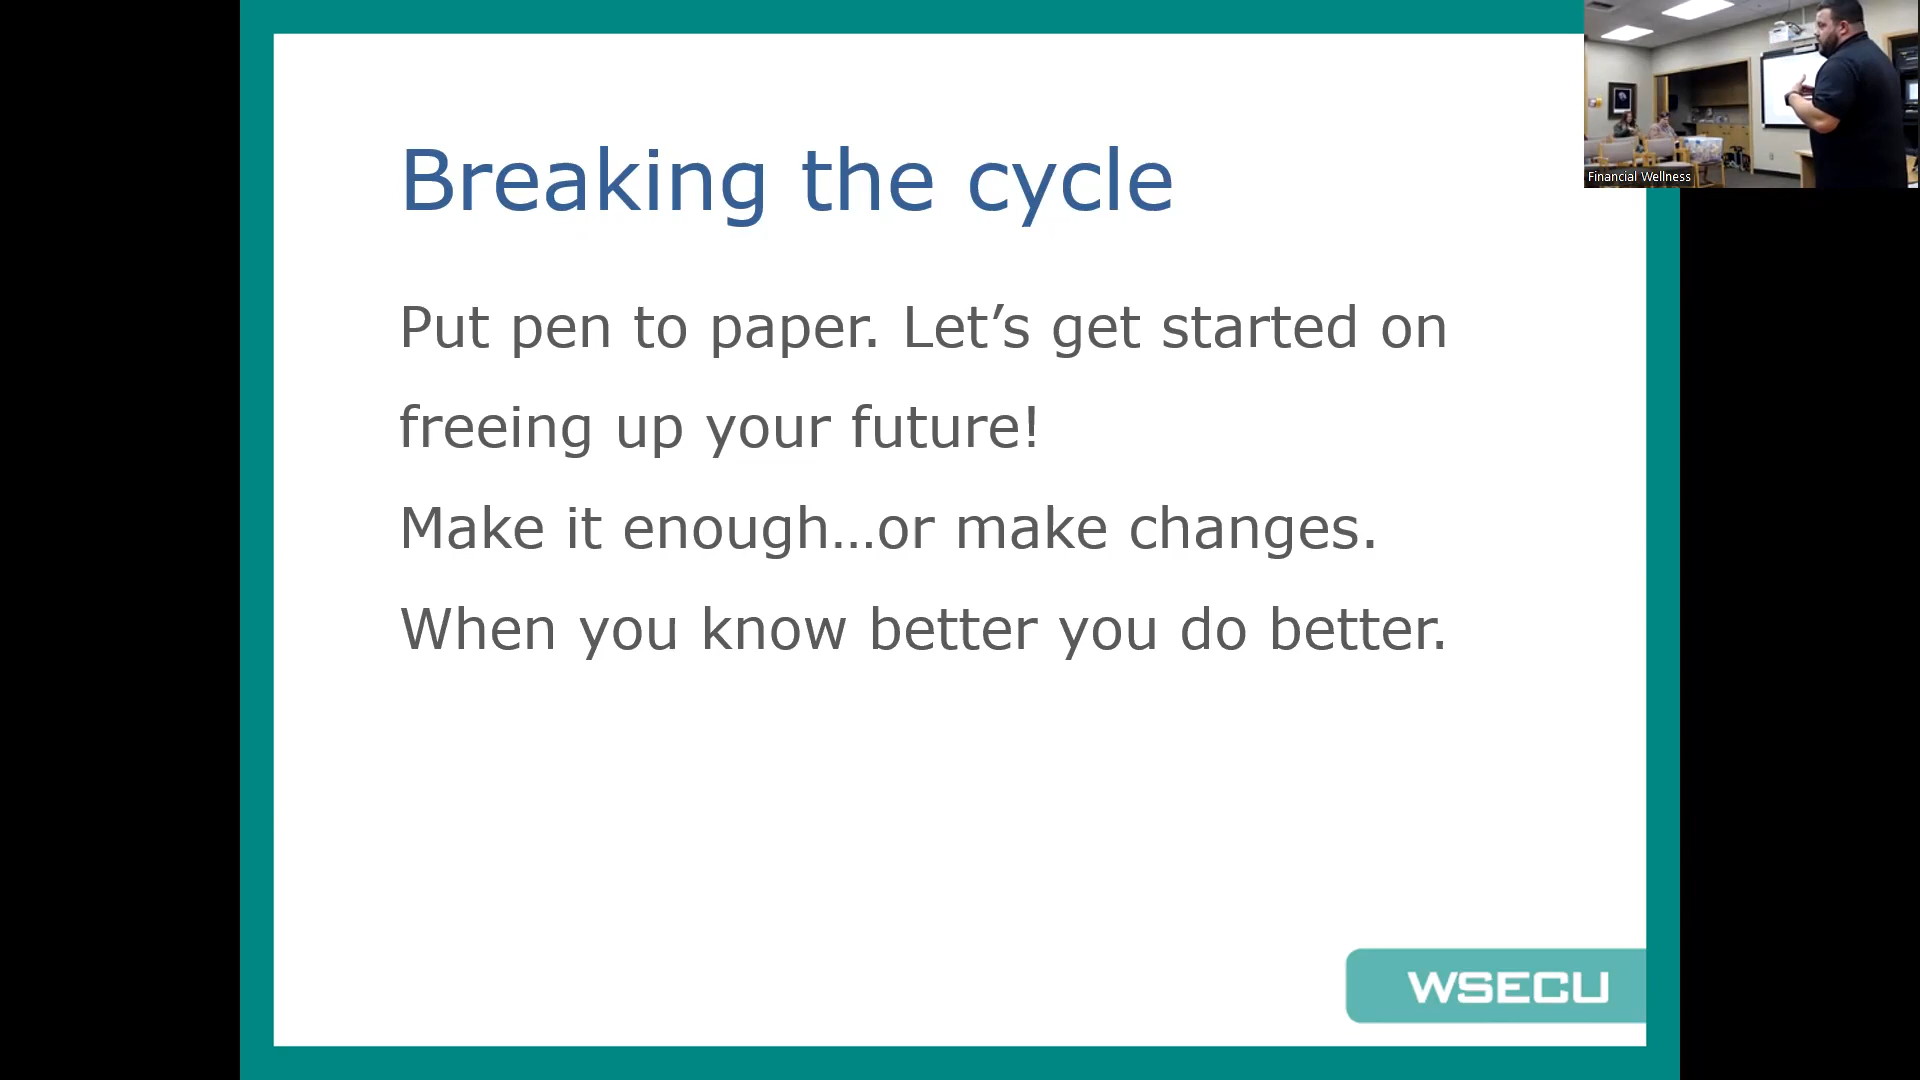 Breaking the cycle
Put pen to paper. Let’s get started on
freeing up your future!
Make it enough…or make changes.
When you know better you do better.
WSECU
Financial Wellness